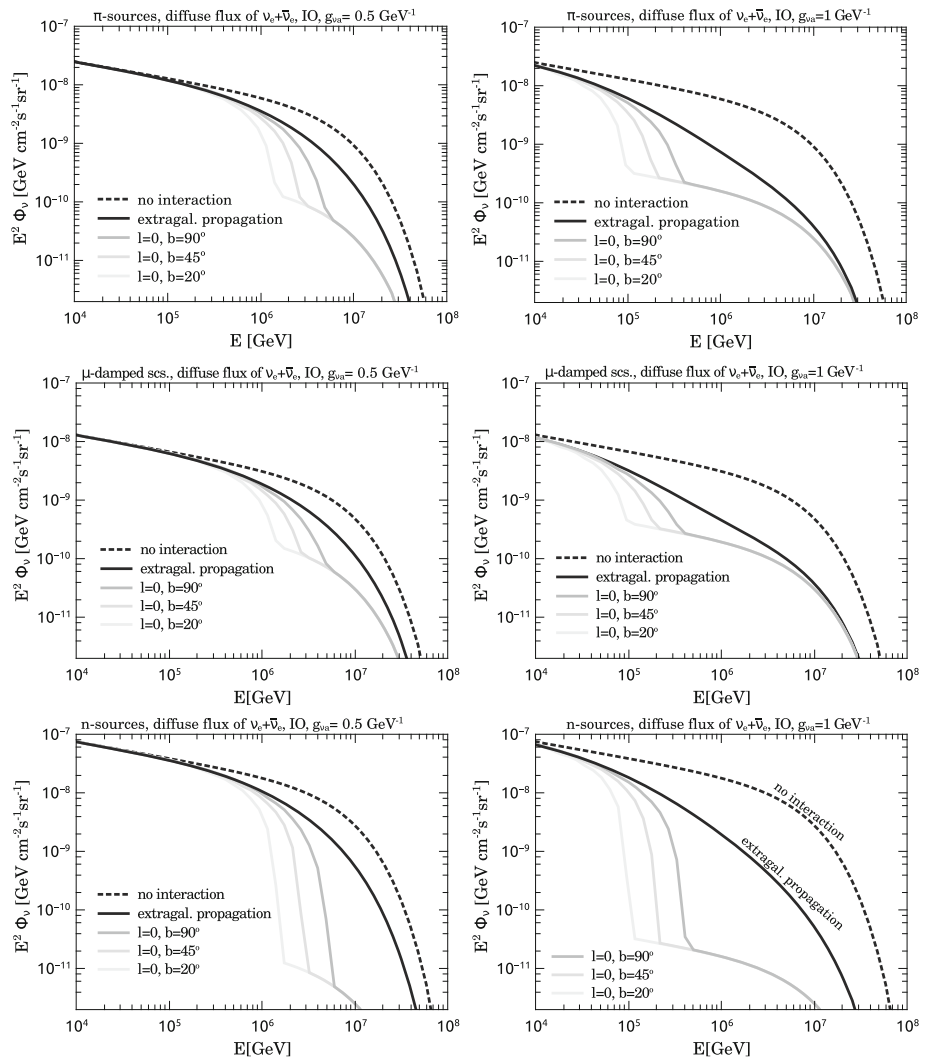 π-sources, diffuse flux of νₑ+ν̄ₑ, IO, gνa= 0.5 GeV⁻¹
E² Φν [GeV cm⁻²s⁻¹sr⁻¹]
10⁻⁷
10⁻⁸
10⁻⁹
10⁻¹⁰
10⁻¹¹
no interaction
extragal. propagation
l=0, b=90°
l=0, b=45°
l=0, b=20°
10⁴ 10⁵ 10⁶ 10⁷ 10⁸
E [GeV]
π-sources, diffuse flux of νₑ+ν̄ₑ, IO, gνa=1 GeV⁻¹
E² Φν [GeV cm⁻²s⁻¹sr⁻¹]
10⁻⁷
10⁻⁸
10⁻⁹
10⁻¹⁰
10⁻¹¹
no interaction
extragal. propagation
l=0, b=90°
l=0, b=45°
l=0, b=20°
10⁴ 10⁵ 10⁶ 10⁷ 10⁸
E [GeV]
μ-damped scs., diffuse flux of νₑ+ν̄ₑ, IO, gνa= 0.5 GeV⁻¹
E² Φν [GeV cm⁻²s⁻¹sr⁻¹]
10⁻⁷
10⁻⁸
10⁻⁹
10⁻¹⁰
10⁻¹¹
no interaction
extragal. propagation
l=0, b=90°
l=0, b=45°
l=0, b=20°
10⁴ 10⁵ 10⁶ 10⁷ 10⁸
E[GeV]
μ-damped scs., diffuse flux of νₑ+ν̄ₑ, IO, gνa=1 GeV⁻¹
E² Φν [GeV cm⁻²s⁻¹sr⁻¹]
10⁻⁷
10⁻⁸
10⁻⁹
10⁻¹⁰
10⁻¹¹
no interaction
extragal. propagation
l=0, b=90°
l=0, b=45°
l=0, b=20°
10⁴ 10⁵ 10⁶ 10⁷ 10⁸
E[GeV]
n-sources, diffuse flux of νₑ+ν̄ₑ, IO, gνa= 0.5 GeV⁻¹
E² Φν [GeV cm⁻²s⁻¹sr⁻¹]
10⁻⁷
10⁻⁸
10⁻⁹
10⁻¹⁰
10⁻¹¹
no interaction
extragal. propagation
l=0, b=90°
l=0, b=45°
l=0, b=20°
10⁴ 10⁵ 10⁶ 10⁷ 10⁸
E[GeV]
n-sources, diffuse flux of νₑ+ν̄ₑ, IO, gνa=1 GeV⁻¹
E² Φν [GeV cm⁻²s⁻¹sr⁻¹]
10⁻⁷
10⁻⁸
10⁻⁹
10⁻¹⁰
10⁻¹¹
no interaction
extragal. propagation
l=0, b=90°
l=0, b=45°
l=0, b=20°
10⁴ 10⁵ 10⁶ 10⁷ 10⁸
E[GeV]